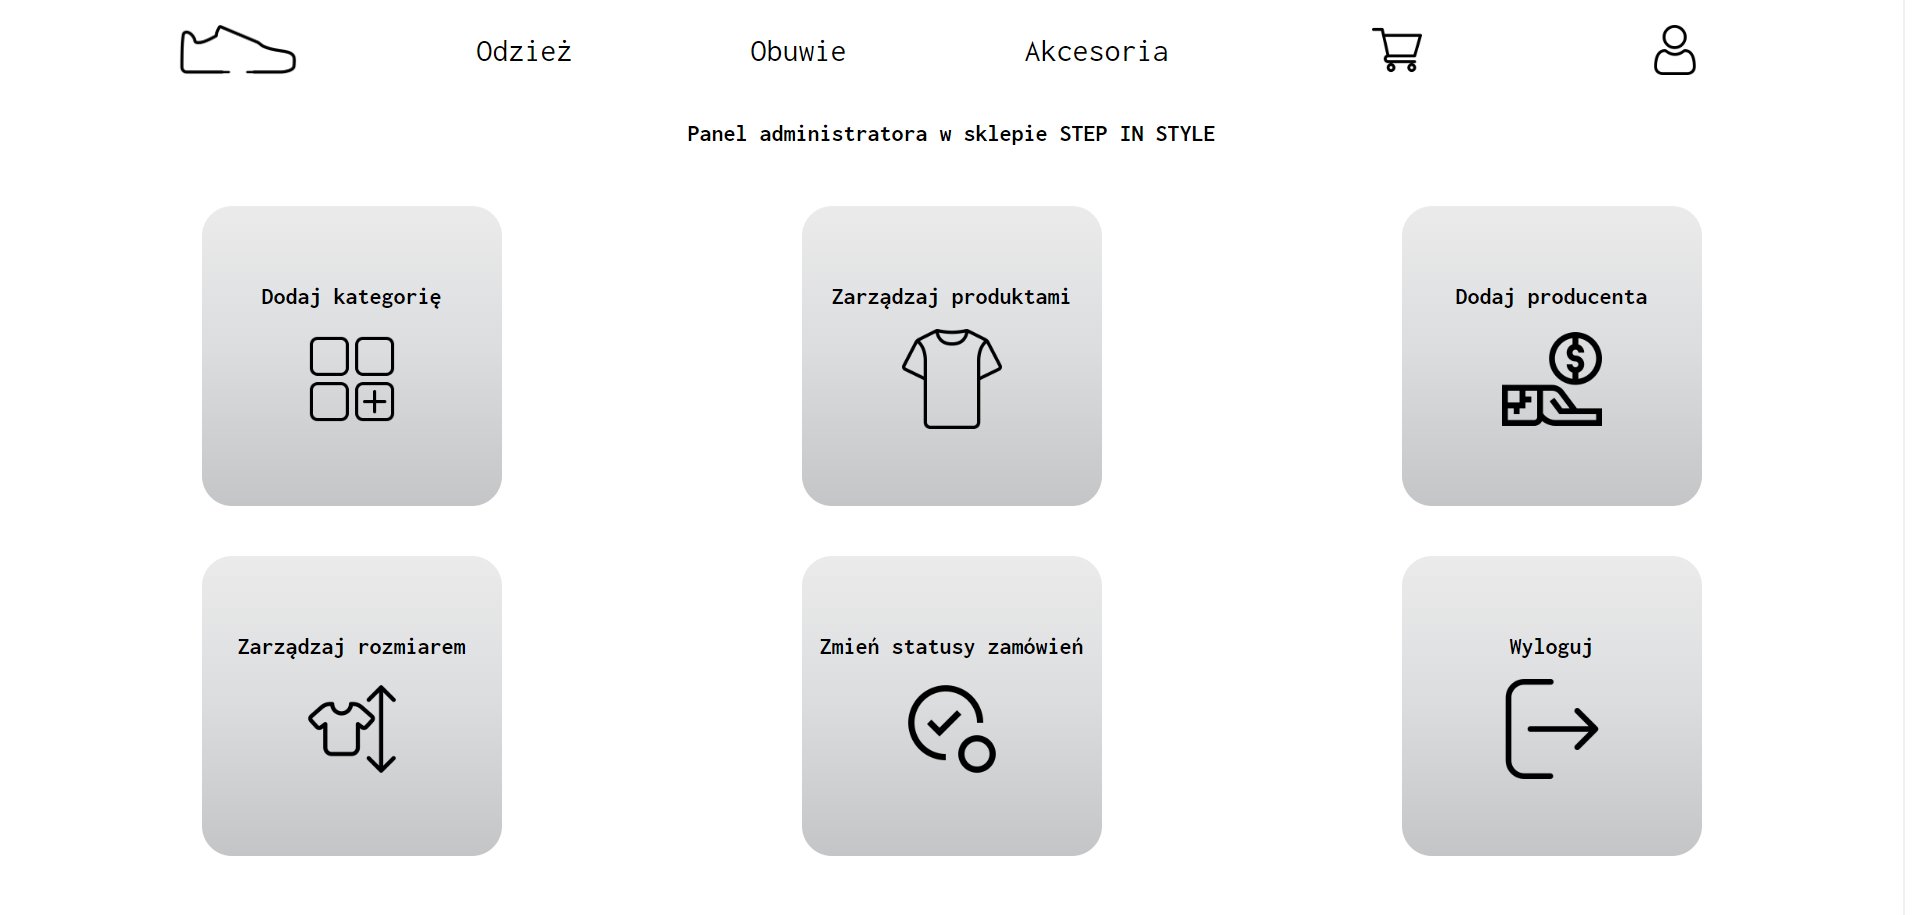 Odzież Obuwie Akcesoria
Panel administratora w sklepie STEP IN STYLE
Dodaj kategorię
Zarządzaj produktami
Dodaj producenta
$
Zarządzaj rozmiarem
Zmień statusy zamówień
Wyloguj